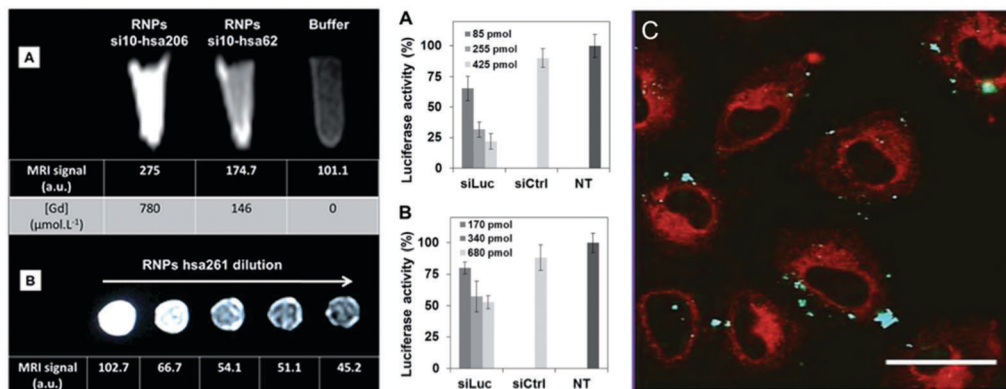 RNPs RNPs Buffer
si10-hsa206 si10-hsa62
A
MRI signal 275 174.7 101.1
(a.u.)
[Gd] 780 146 0
(μmol.L-1)
RNPs hsa261 dilution
B
MRI signal 102.7 66.7 54.1 51.1 45.2
(a.u.)
A
Luciferase activity (%)
100
75
50
25
0
85 pmol
255 pmol
425 pmol
siLuc siCtrl NT
B
Luciferase activity (%)
100
75
50
25
0
170 pmol
340 pmol
680 pmol
siLuc siCtrl NT
C